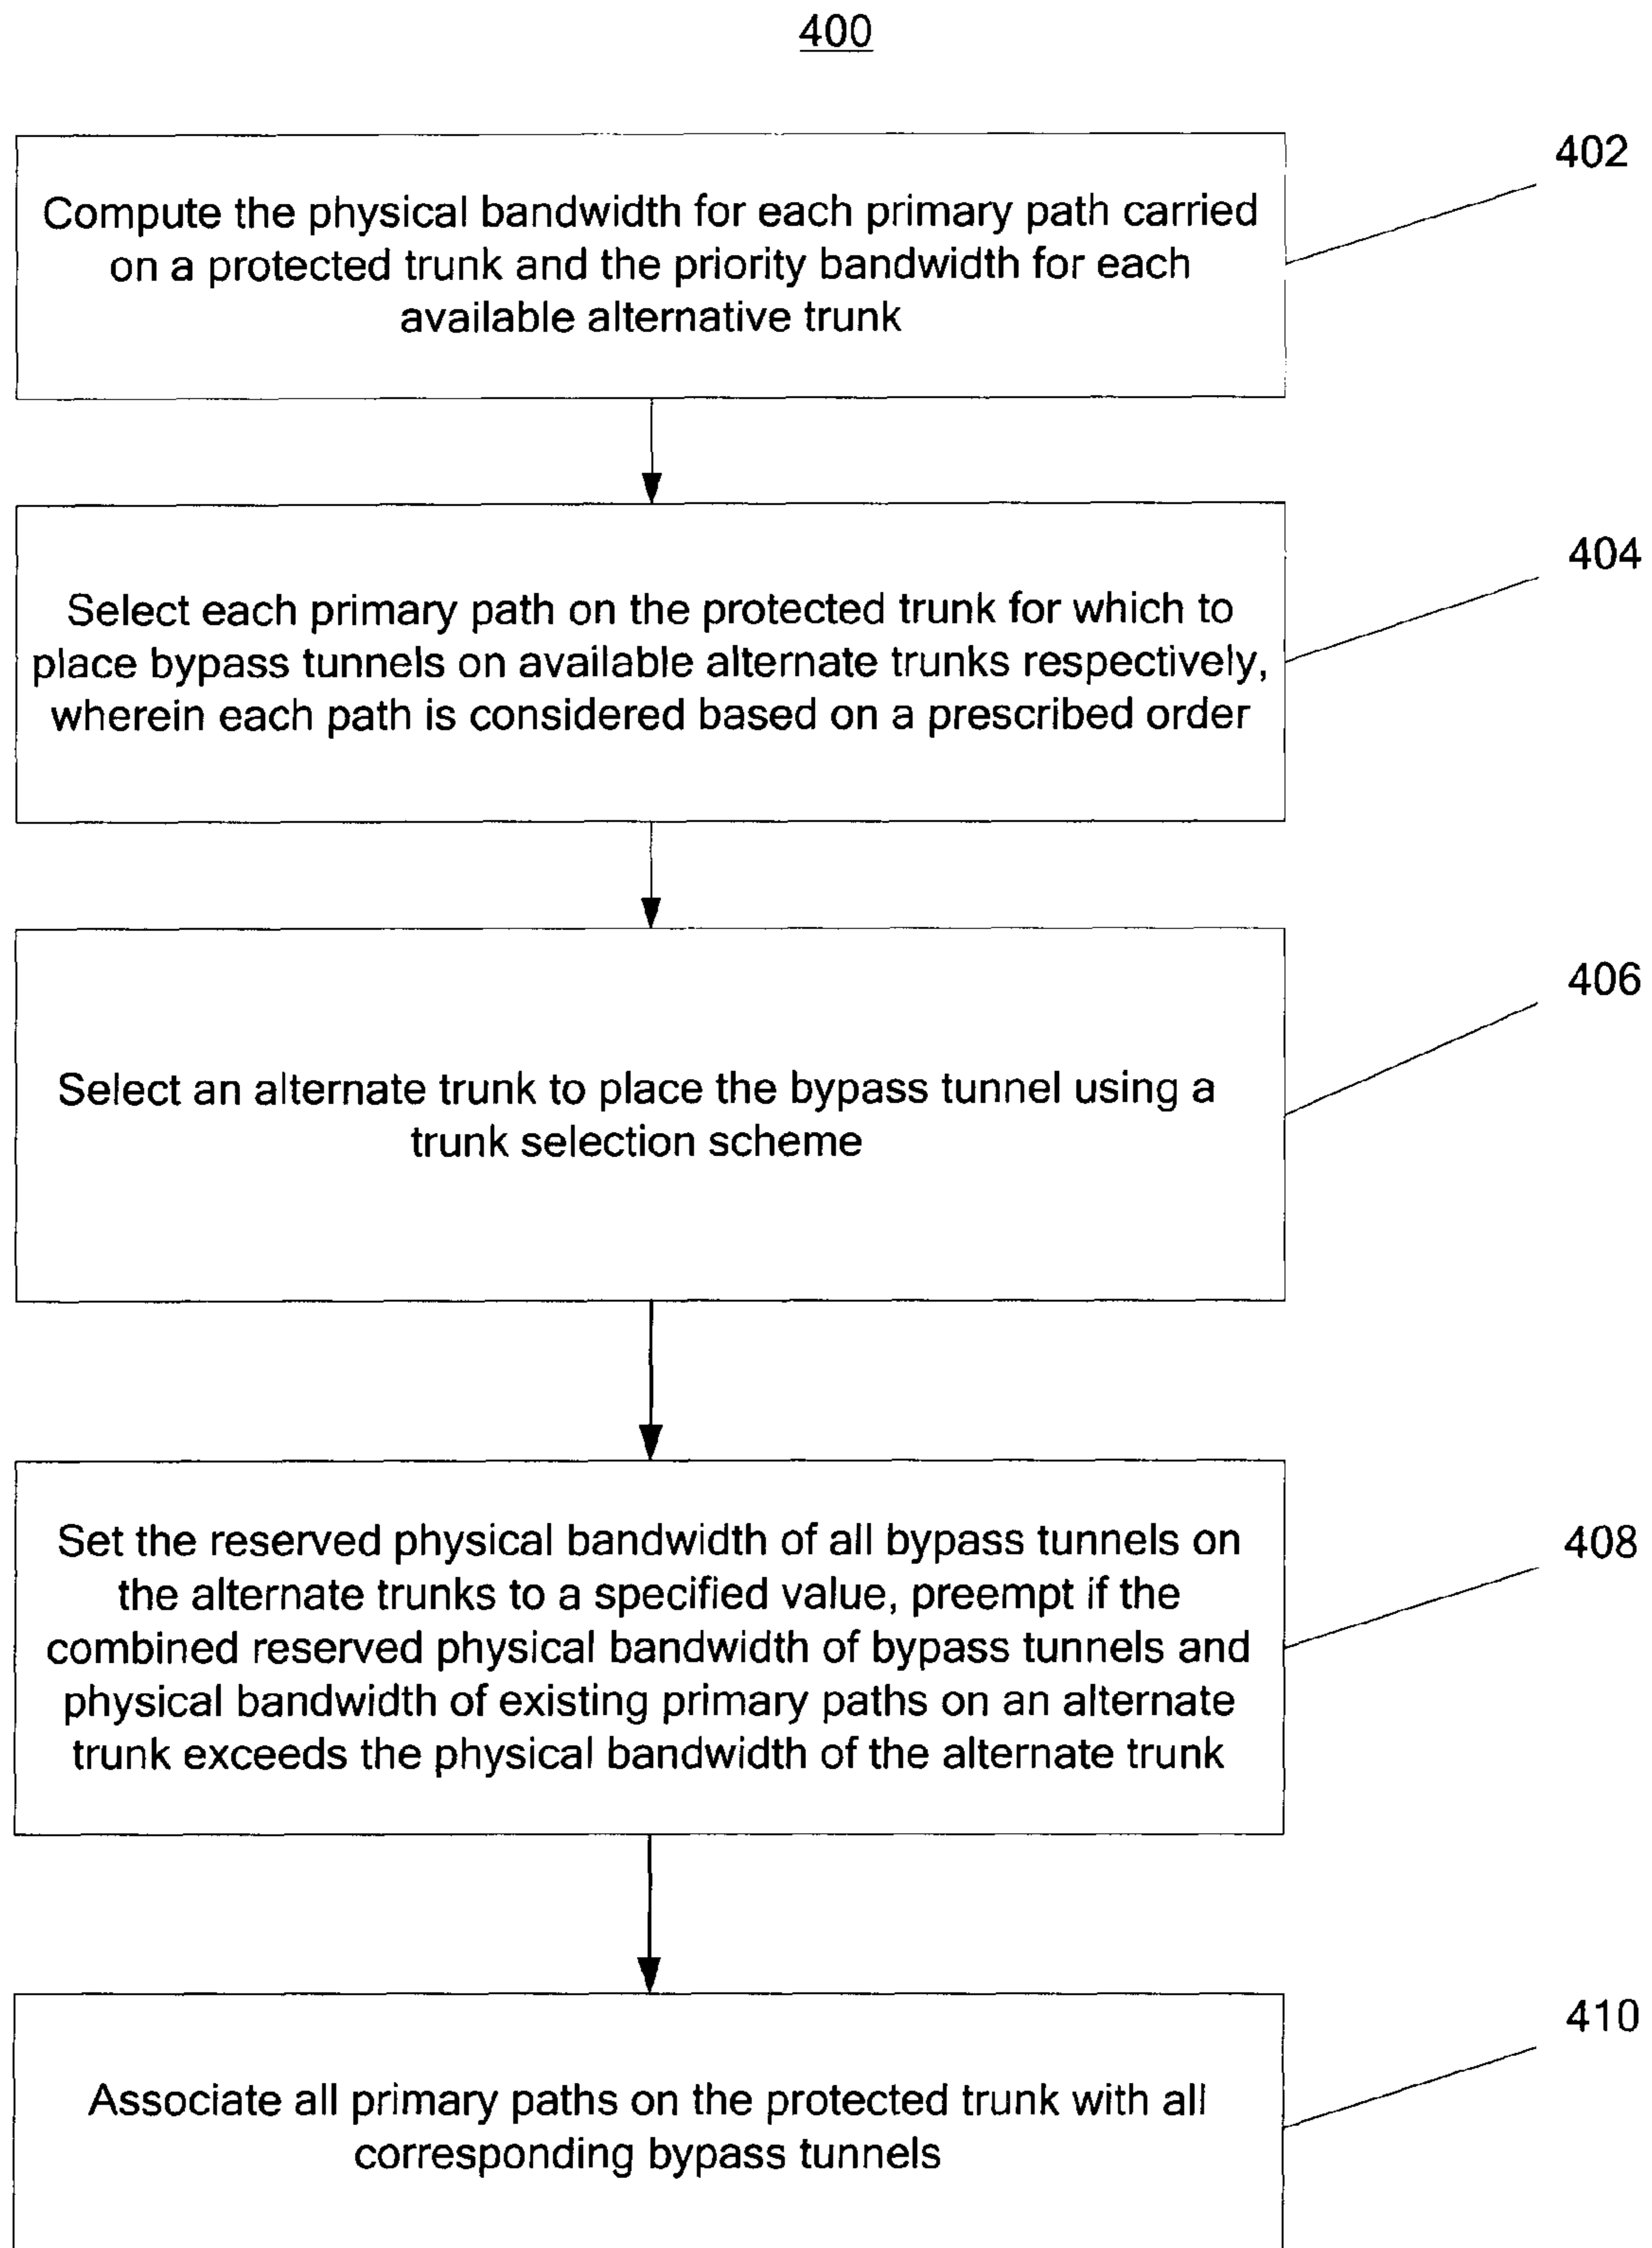 400
402
Compute the physical bandwidth for each primary path carried
on a protected trunk and the priority bandwidth for each
available alternative trunk
404
Select each primary path on the protected trunk for which to
place bypass tunnels on available alternate trunks respectively,
wherein each path is considered based on a prescribed order
406
Select an alternate trunk to place the bypass tunnel using a
trunk selection scheme
408
Set the reserved physical bandwidth of all bypass tunnels on
the alternate trunks to a specified value, preempt if the
combined reserved physical bandwidth of bypass tunnels and
physical bandwidth of existing primary paths on an alternate
trunk exceeds the physical bandwidth of the alternate trunk
410
Associate all primary paths on the protected trunk with all
corresponding bypass tunnels